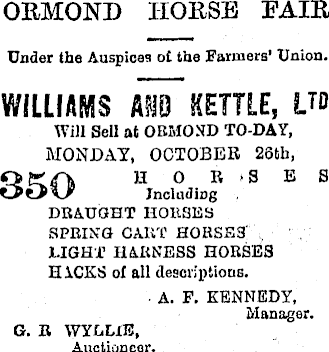 ORMOND HORSE FAIR
Under the Auspices of the Farmers' Union.
WILLIAMS AND KETTLE, LTD
Will Sell at ORMOND TO-DAY,
MONDAY, OCTOBER 26th,
350 HORSES
Including
DRAUGHT HORSES
SPRING CART HORSES
LIGHT HARNESS HORSES
HACKS of all descriptions.
A. F. KENNEDY,
Manager.
G. R WYLLIE,
Auctioneer.